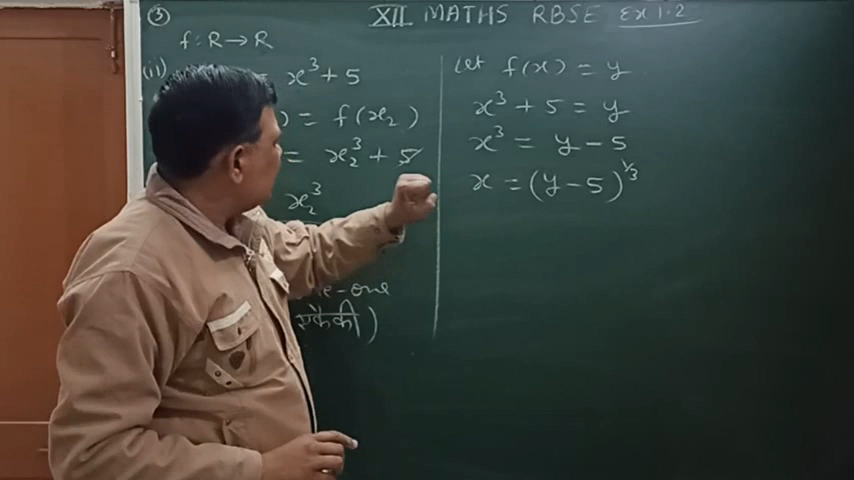 XII MATHS RBSE Ex 1.2
③
f : R → R
(ii) x³ + 5
) = f(x₂)
= x₂³ + 5
x₂³
-one
एकैकी)
Let f(x) = y
x³ + 5 = y
x³ = y - 5
x = (y - 5)^1/3